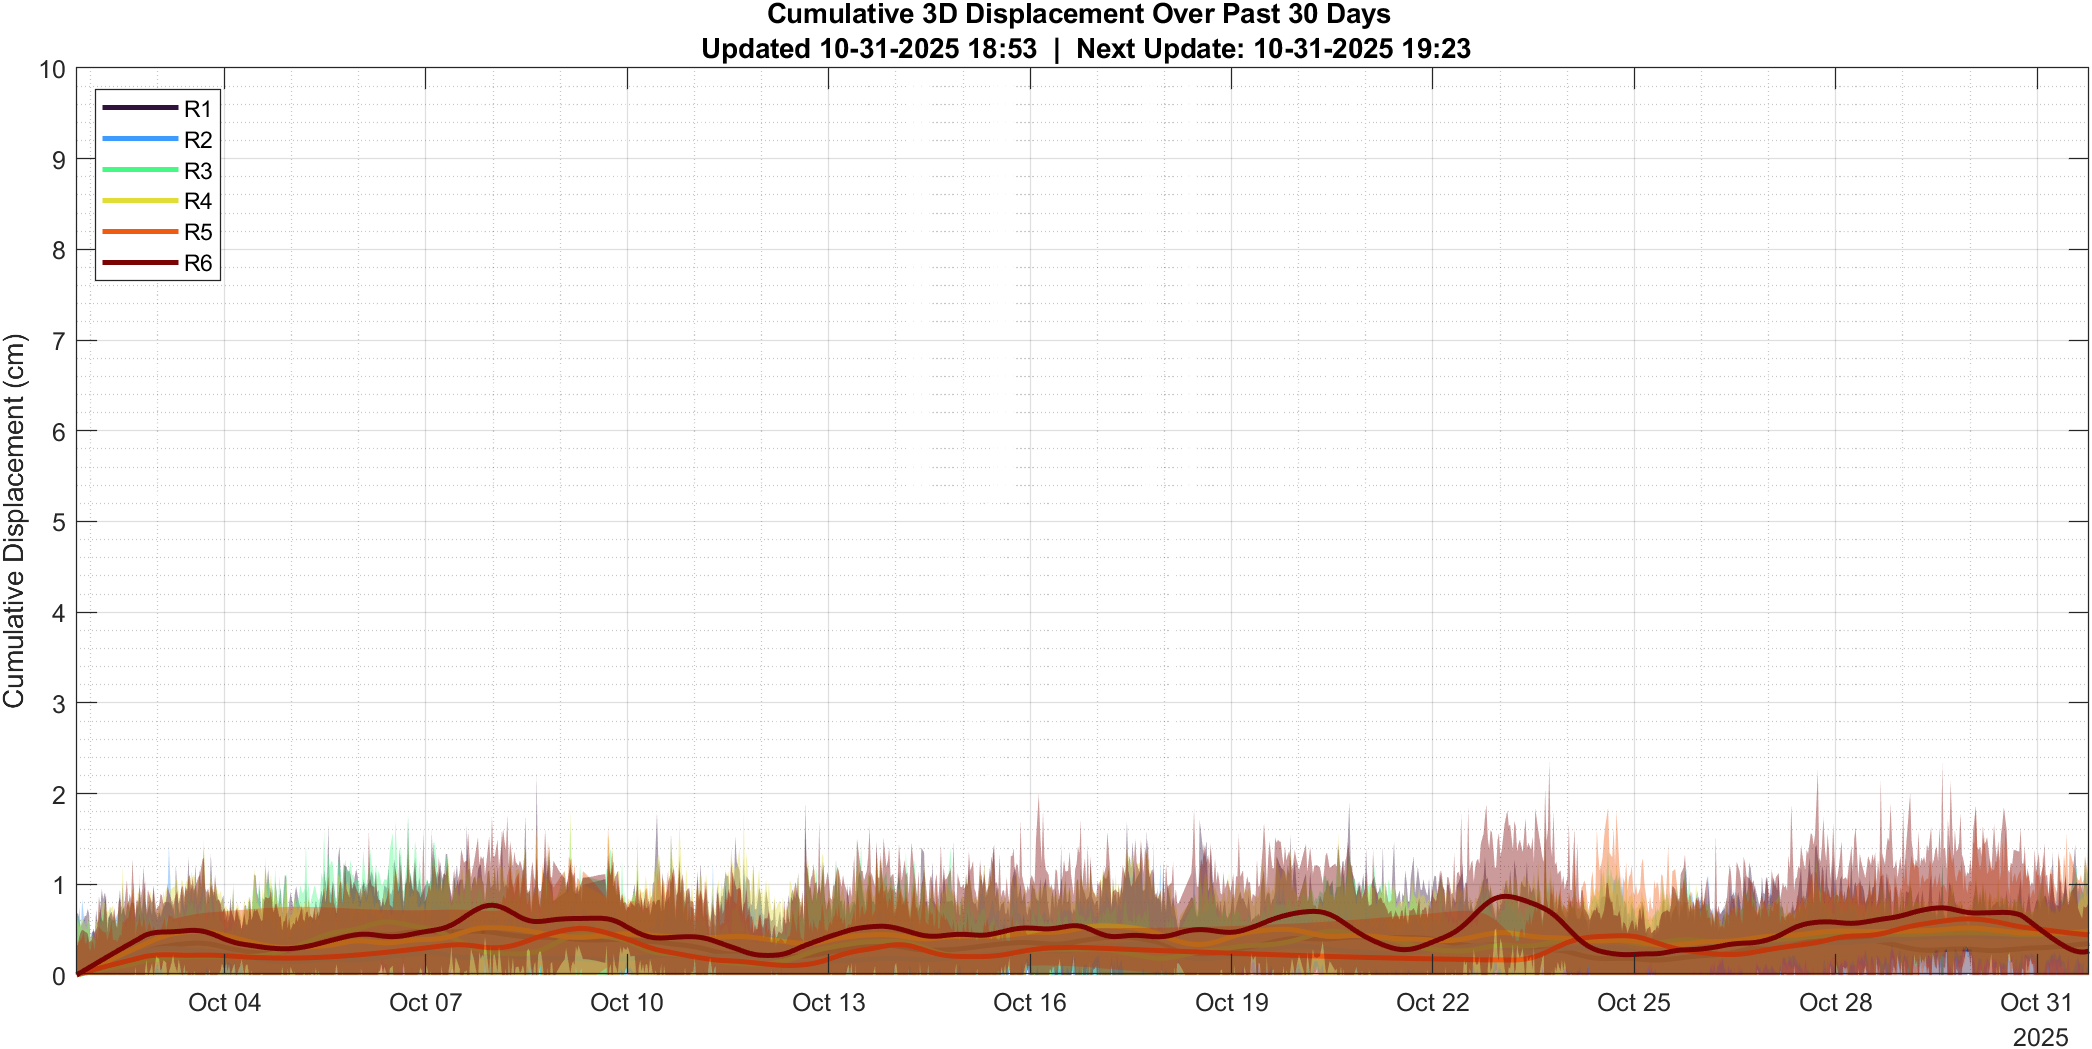 Cumulative 3D Displacement Over Past 30 Days
Updated 10-31-2025 18:53 | Next Update: 10-31-2025 19:23
Cumulative Displacement (cm)
10
9
8
7
6
5
4
3
2
1
0
R1
R2
R3
R4
R5
R6
Oct 04
Oct 07
Oct 10
Oct 13
Oct 16
Oct 19
Oct 22
Oct 25
Oct 28
Oct 31
2025